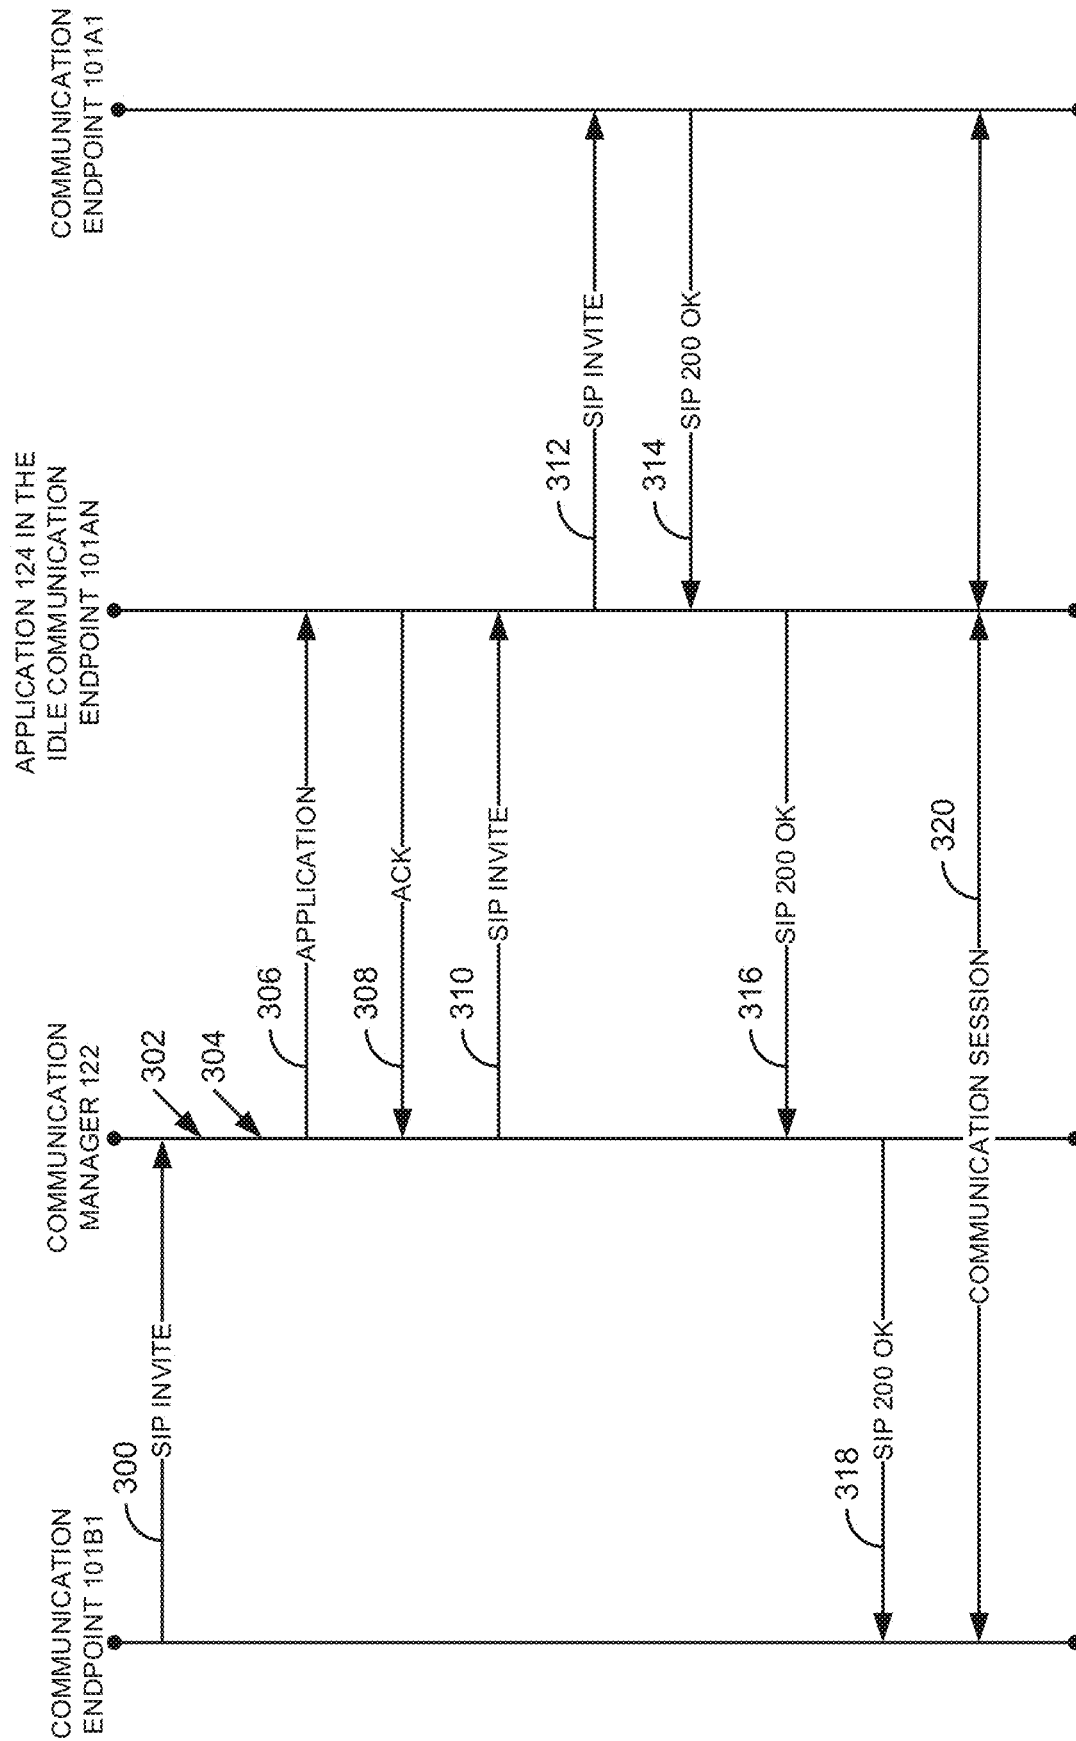 COMMUNICATION
ENDPOINT 101B1
COMMUNICATION
MANAGER 122
APPLICATION 124 IN THE
IDLE COMMUNICATION
ENDPOINT 101AN
COMMUNICATION
ENDPOINT 101A1
300
SIP INVITE
302
304
306
APPLICATION
308
ACK
310
SIP INVITE
312
SIP INVITE
314
SIP 200 OK
316
SIP 200 OK
318
SIP 200 OK
320
COMMUNICATION SESSION